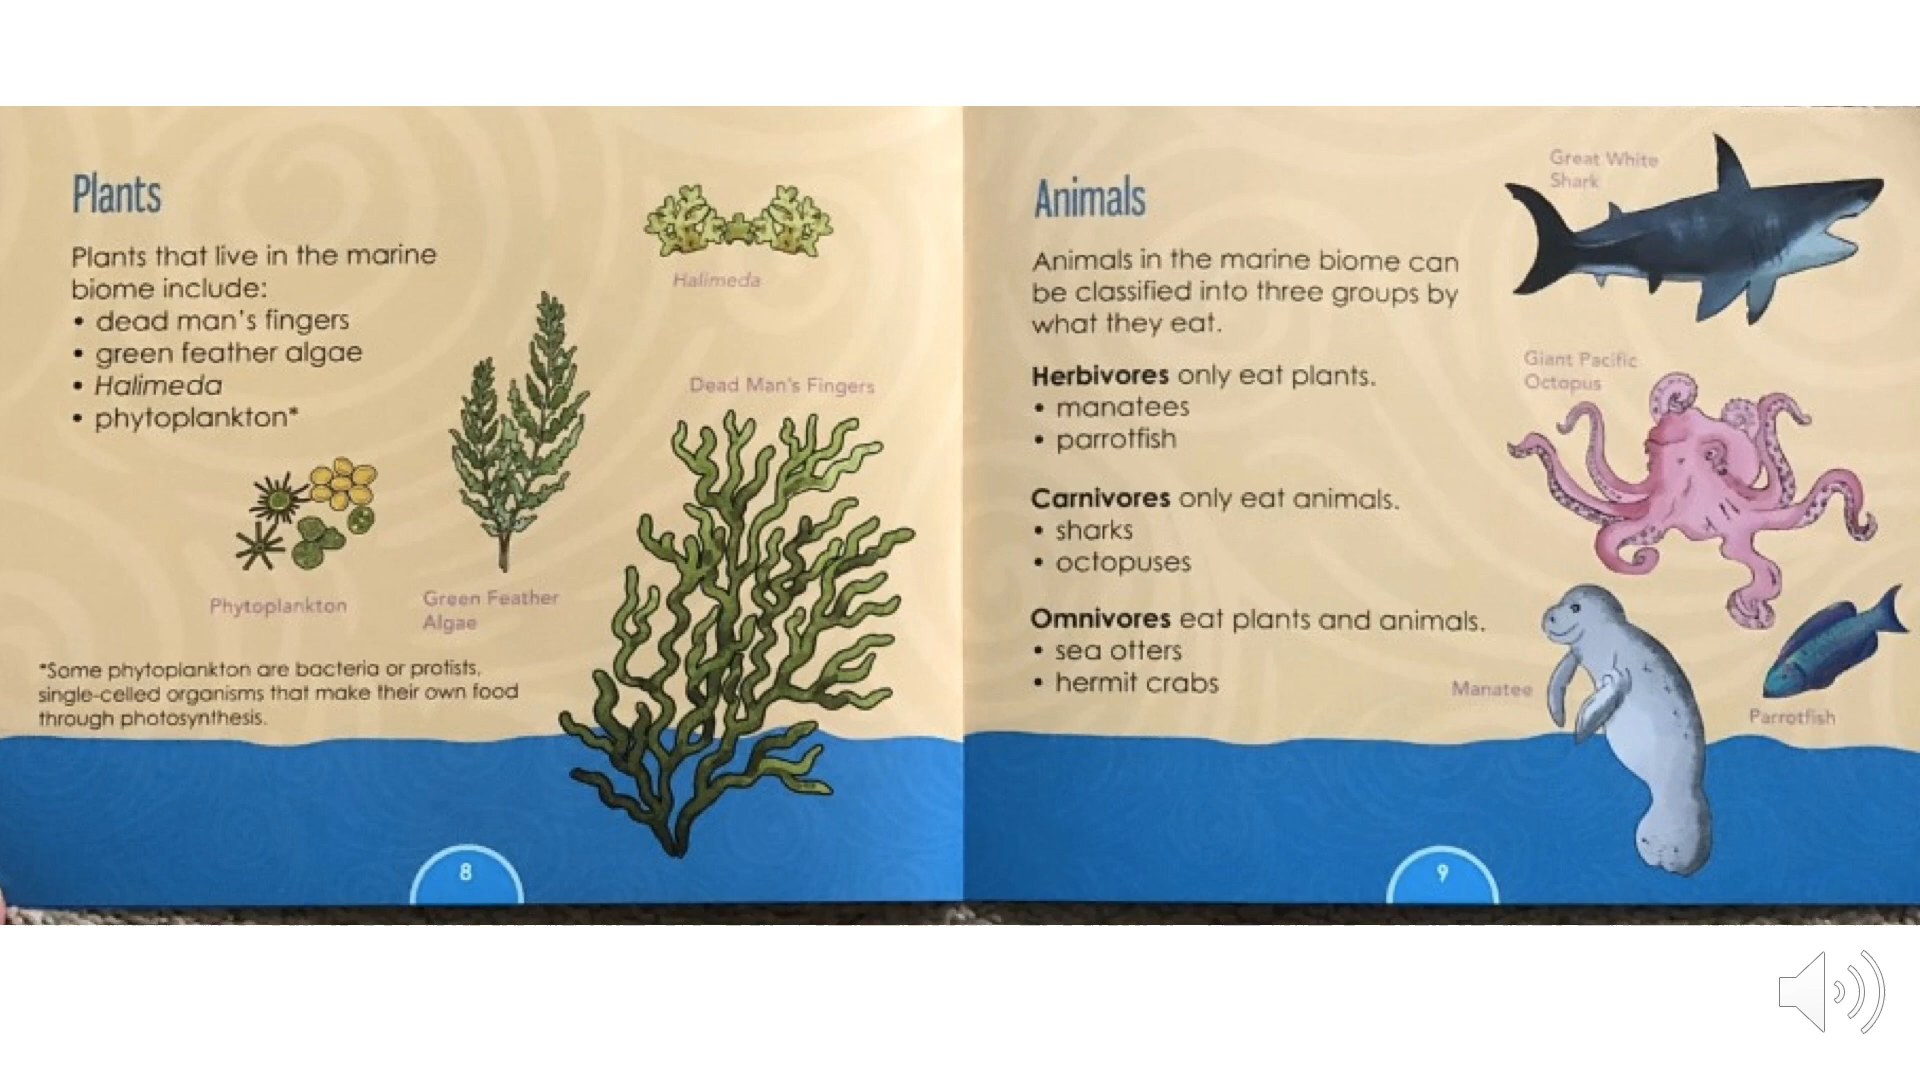 Plants
Plants that live in the marine
biome include:
• dead man's fingers
• green feather algae
• Halimeda
• phytoplankton*
Halimeda
Dead Man's Fingers
Phytoplankton
Green Feather
Algae
*Some phytoplankton are bacteria or protists,
single-celled organisms that make their own food
through photosynthesis.
8
Animals
Animals in the marine biome can
be classified into three groups by
what they eat.
Herbivores only eat plants.
• manatees
• parrotfish
Carnivores only eat animals.
• sharks
• octopuses
Omnivores eat plants and animals.
• sea otters
• hermit crabs
Great White
Shark
Giant Pacific
Octopus
Manatee
Parrotfish
9